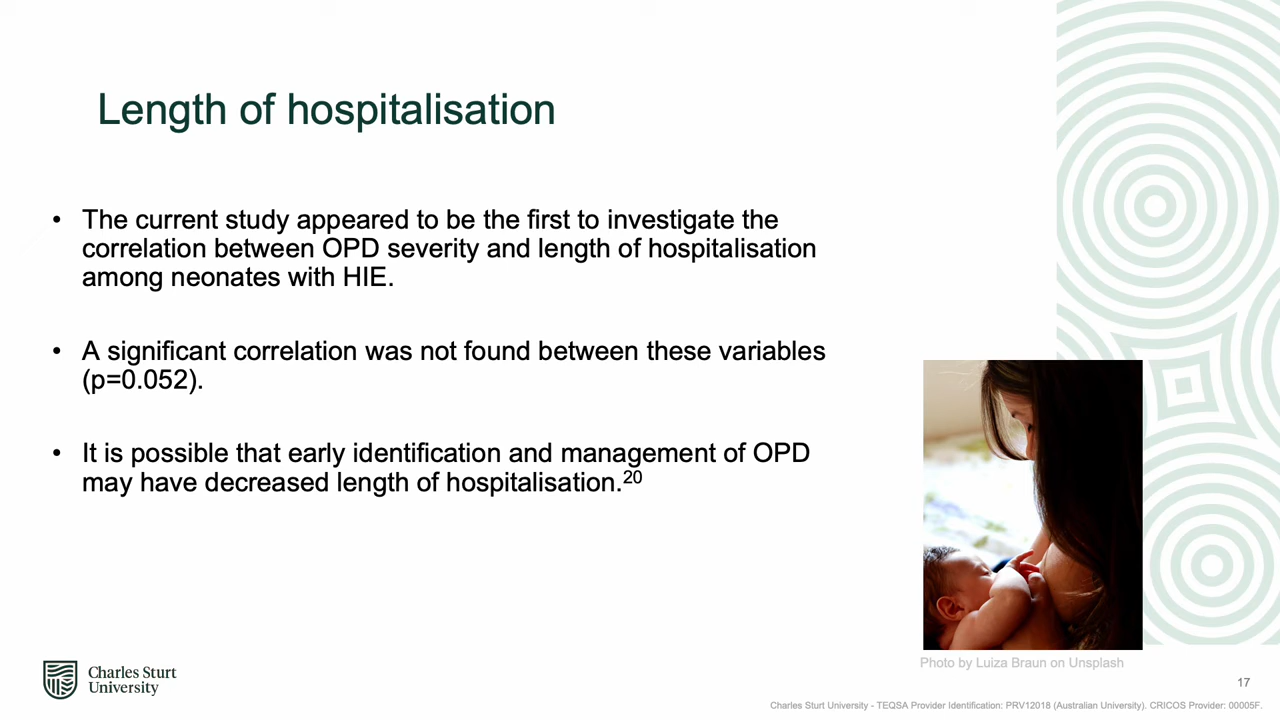 Length of hospitalisation
• The current study appeared to be the first to investigate the
correlation between OPD severity and length of hospitalisation
among neonates with HIE.
• A significant correlation was not found between these variables
(p=0.052).
• It is possible that early identification and management of OPD
may have decreased length of hospitalisation.20
Photo by Luiza Braun on Unsplash
Charles Sturt
University
17
Charles Sturt University - TEQSA Provider Identification: PRV12018 (Australian University). CRICOS Provider: 00005F.